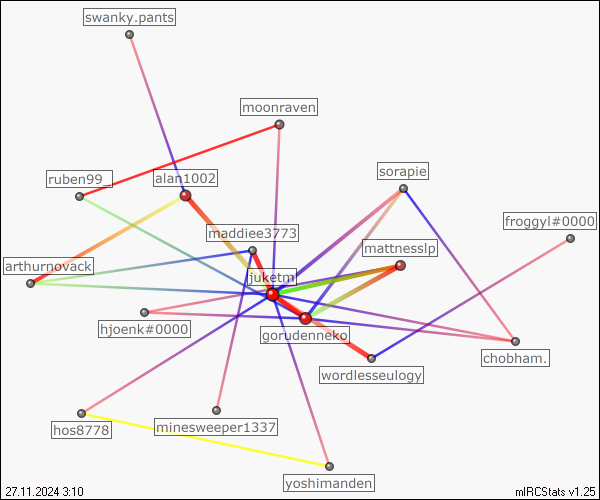 swanky.pants
moonraven
ruben99_
alan1002
sorapie
froggyl#0000
maddiee3773
mattnesslp
arthurnovack
juketm
hjoenk#0000
gorudenneko
chobham.
wordlesseulogy
hos8778
minesweeper1337
yoshimanden
27.11.2024 3:10
mIRCStats v1.25